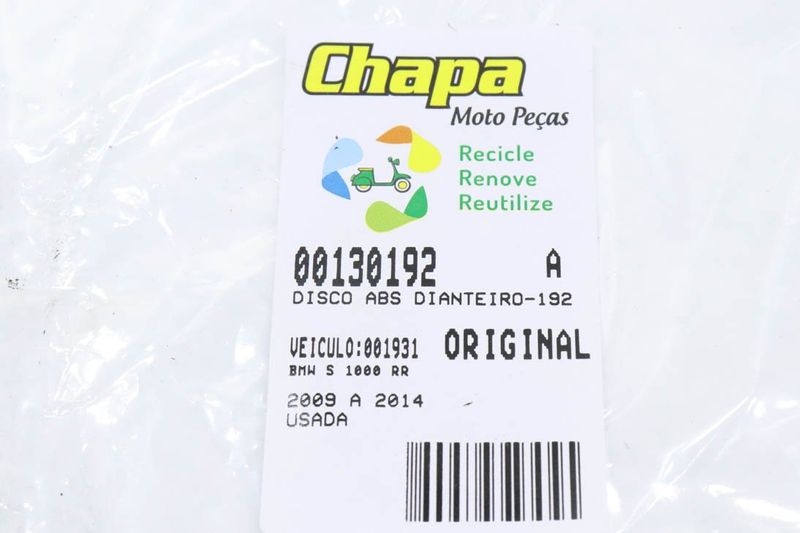 Chapa
Moto Peças
Recicle
Renove
Reutilize
00130192 A
DISCO ABS DIANTEIRO-192
VEICULO:001931 ORIGINAL
BMW S 1000 RR
2009 A 2014
USADA